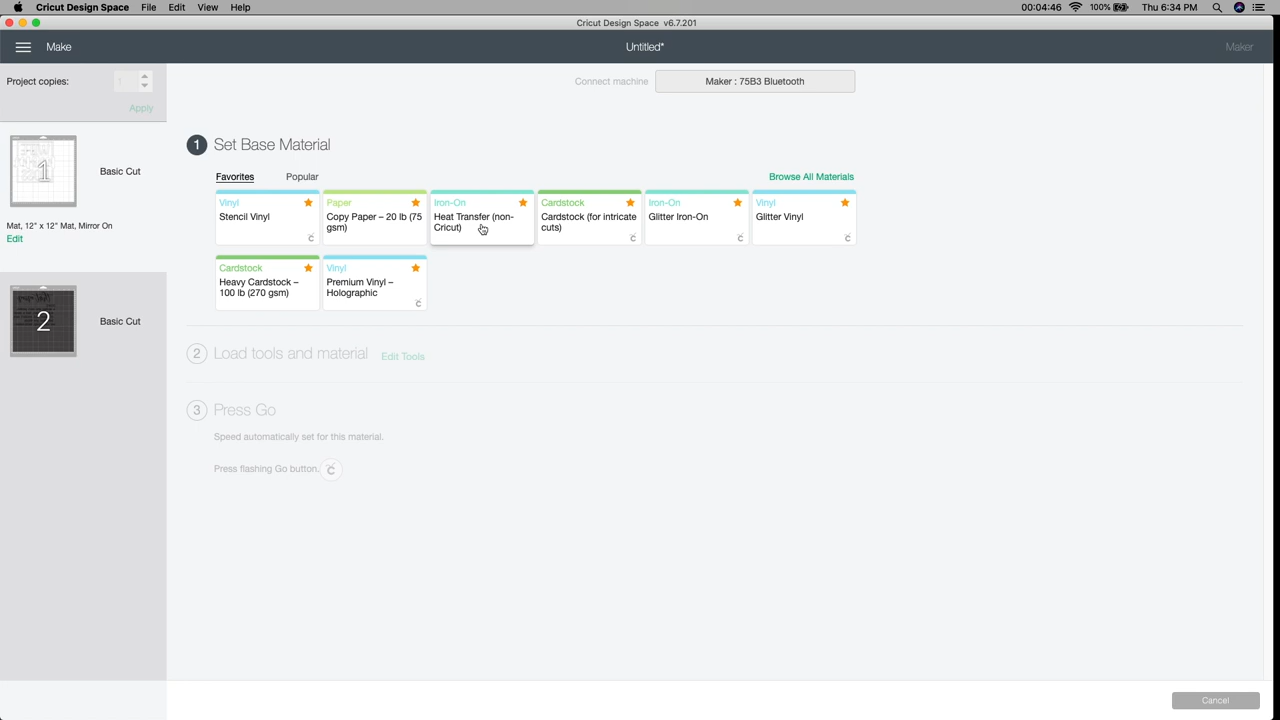 Cricut Design Space File Edit View Help 00:04:46 100% Thu 6:34 PM
Cricut Design Space v6.7.201
Make Untitled* Maker
Project copies: 1
Apply
Connect machine Maker : 75B3 Bluetooth
1
Basic Cut
Mat, 12" x 12" Mat, Mirror On
Edit
2
Basic Cut
1 Set Base Material
Favorites Popular Browse All Materials
Vinyl
Stencil Vinyl
Paper
Copy Paper – 20 lb (75
gsm)
Iron-On
Heat Transfer (non-
Cricut)
Cardstock
Cardstock (for intricate
cuts)
Iron-On
Glitter Iron-On
Vinyl
Glitter Vinyl
Cardstock
Heavy Cardstock –
100 lb (270 gsm)
Vinyl
Premium Vinyl –
Holographic
2 Load tools and material Edit Tools
3 Press Go
Speed automatically set for this material.
Press flashing Go button.
Cancel